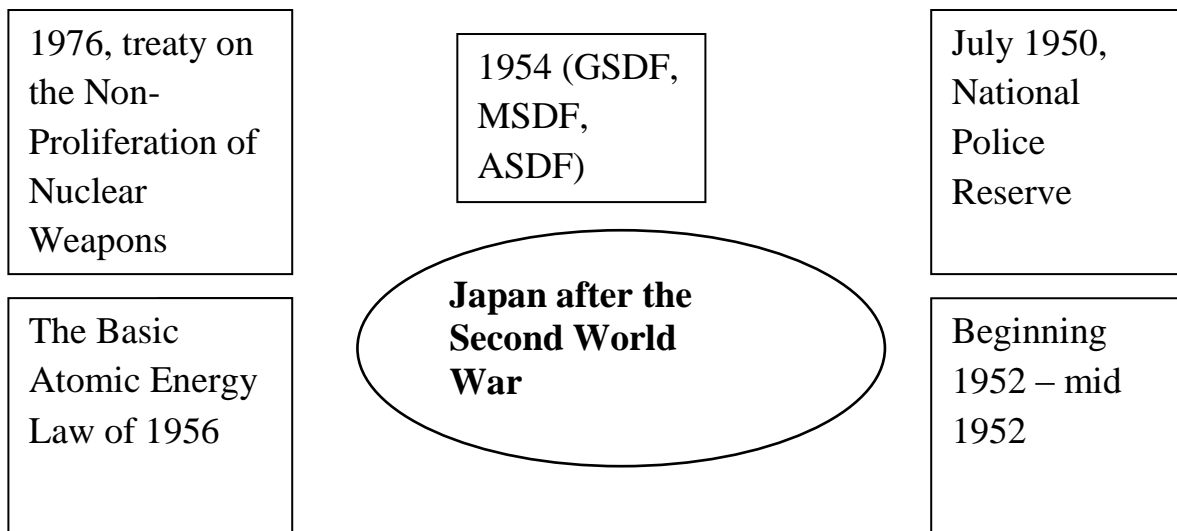 1976, treaty on
the Non-
Proliferation of
Nuclear
Weapons
1954 (GSDF,
MSDF,
ASDF)
July 1950,
National
Police
Reserve
Japan after the
Second World
War
The Basic
Atomic Energy
Law of 1956
Beginning
1952 – mid
1952